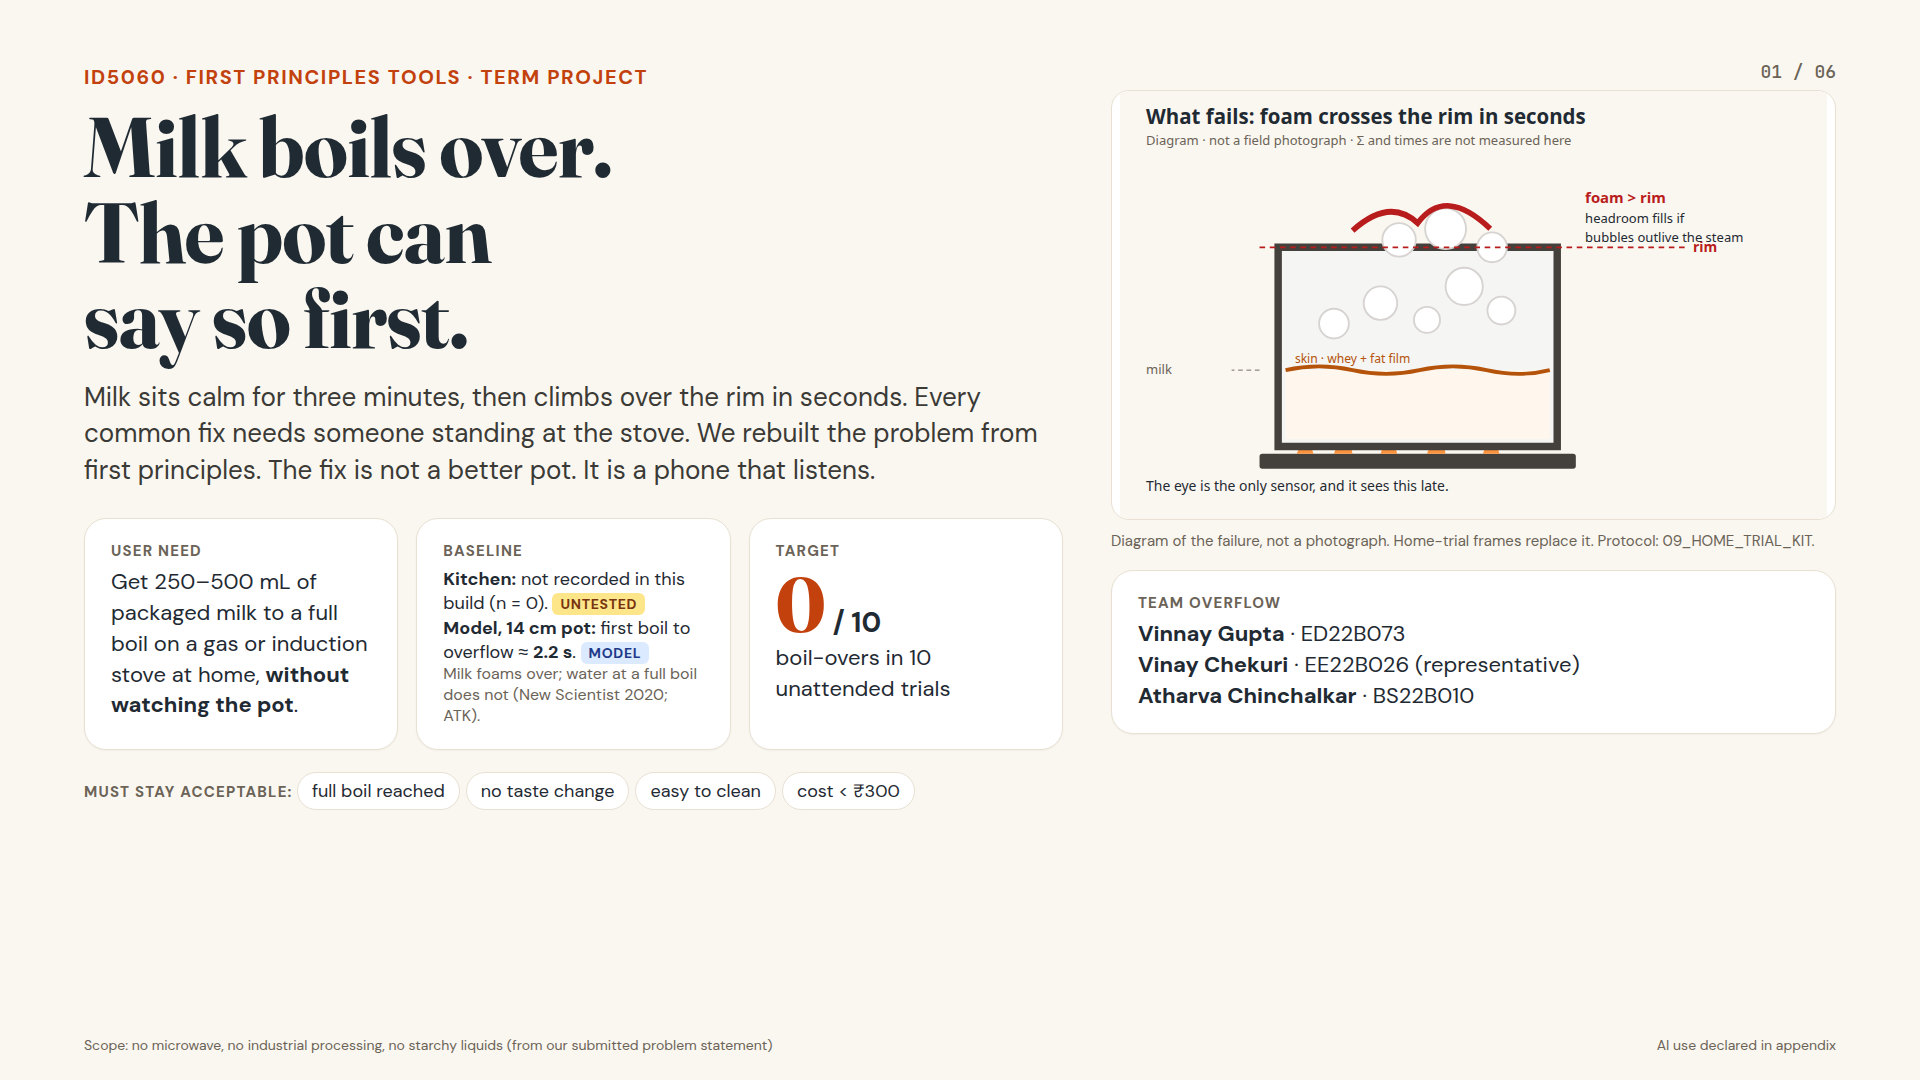 ID5060 · FIRST PRINCIPLES TOOLS · TERM PROJECT
01 / 06
Milk boils over.
The pot can
say so first.
Milk sits calm for three minutes, then climbs over the rim in seconds. Every
common fix needs someone standing at the stove. We rebuilt the problem from
first principles. The fix is not a better pot. It is a phone that listens.
USER NEED
Get 250–500 mL of
packaged milk to a full
boil on a gas or induction
stove at home, without
watching the pot.
BASELINE
Kitchen: not recorded in this
build (n = 0). UNTESTED
Model, 14 cm pot: first boil to
overflow ≈ 2.2 s. MODEL
Milk foams over; water at a full boil
does not (New Scientist 2020;
ATK).
TARGET
0 / 10
boil-overs in 10
unattended trials
MUST STAY ACCEPTABLE: full boil reached no taste change easy to clean cost < ₹300
What fails: foam crosses the rim in seconds
Diagram · not a field photograph · Σ and times are not measured here
foam > rim
headroom fills if
bubbles outlive the steam
rim
skin · whey + fat film
milk
The eye is the only sensor, and it sees this late.
Diagram of the failure, not a photograph. Home-trial frames replace it. Protocol: 09_HOME_TRIAL_KIT.
TEAM OVERFLOW
Vinnay Gupta · ED22B073
Vinay Chekuri · EE22B026 (representative)
Atharva Chinchalkar · BS22B010
Scope: no microwave, no industrial processing, no starchy liquids (from our submitted problem statement)
AI use declared in appendix